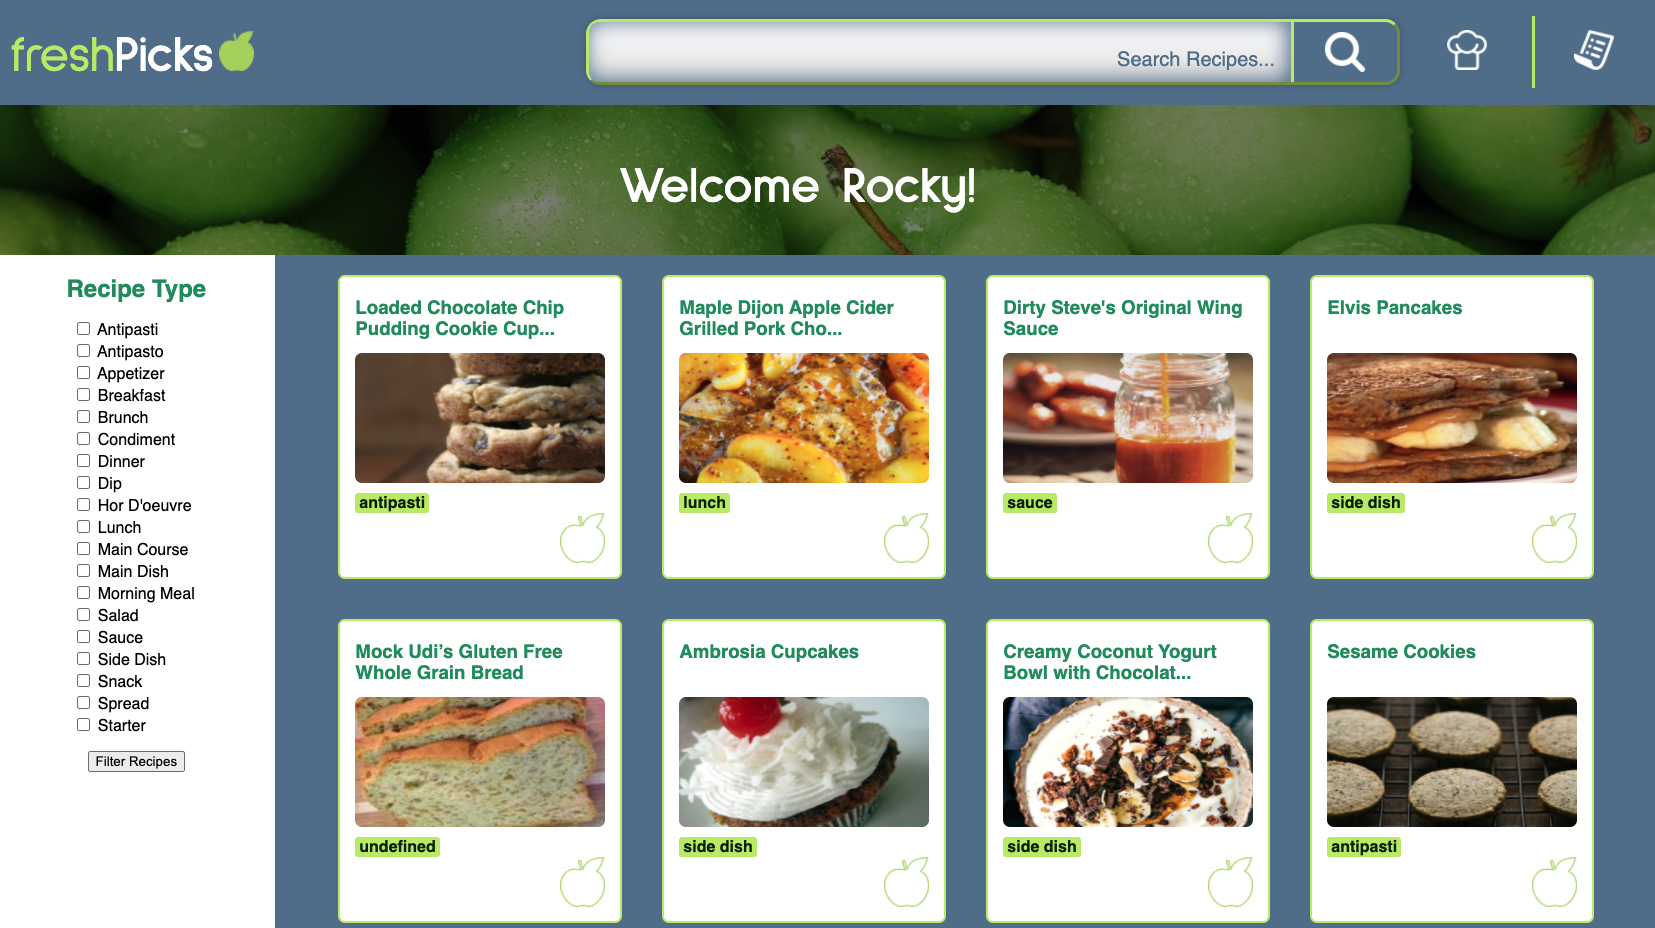 freshPicks
Search Recipes...
Welcome Rocky!
Recipe Type
Antipasti
Antipasto
Appetizer
Breakfast
Brunch
Condiment
Dinner
Dip
Hor D'oeuvre
Lunch
Main Course
Main Dish
Morning Meal
Salad
Sauce
Side Dish
Snack
Spread
Starter
Filter Recipes
Loaded Chocolate Chip
Pudding Cookie Cup...
antipasti
Maple Dijon Apple Cider
Grilled Pork Cho...
lunch
Dirty Steve's Original Wing
Sauce
sauce
Elvis Pancakes
side dish
Mock Udi’s Gluten Free
Whole Grain Bread
undefined
Ambrosia Cupcakes
side dish
Creamy Coconut Yogurt
Bowl with Chocolat...
side dish
Sesame Cookies
antipasti